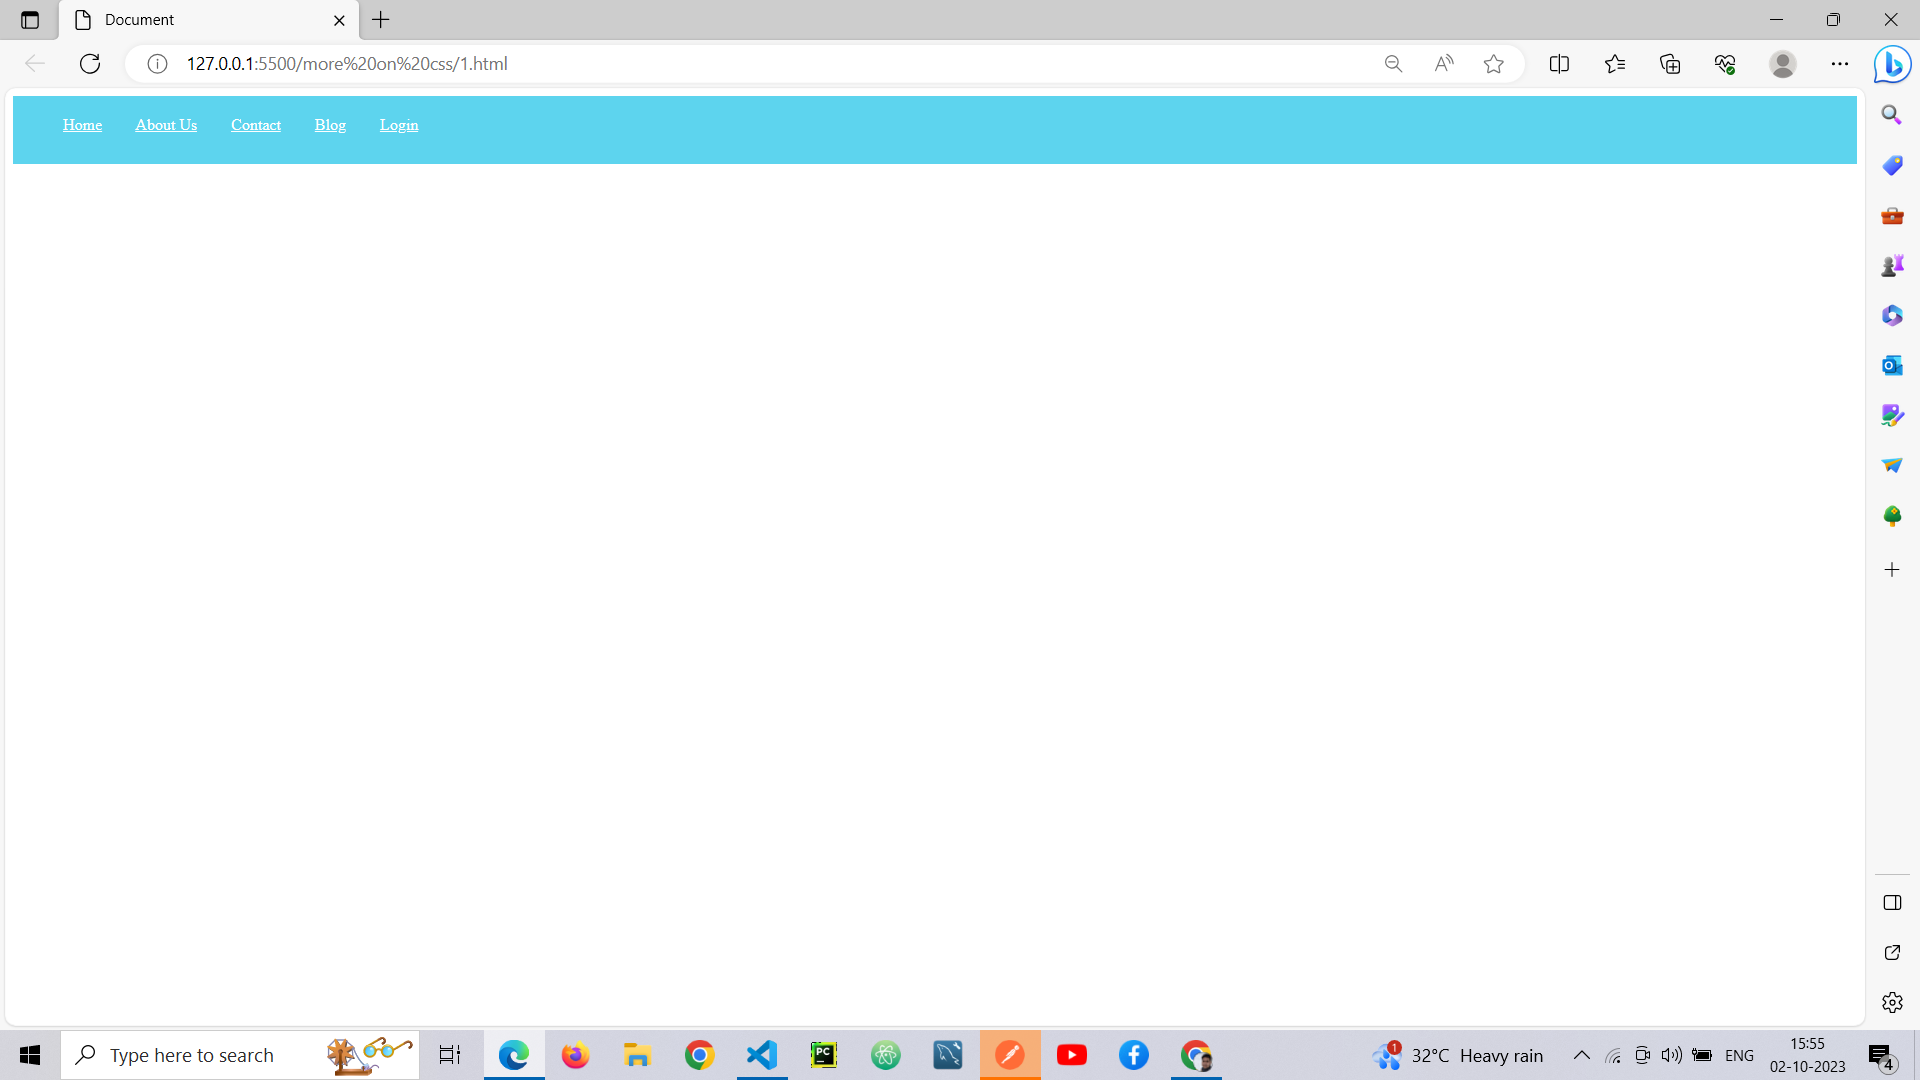 Document
127.0.0.1:5500/more%20on%20css/1.html
Home About Us Contact Blog Login
Type here to search
PC
1
32°C Heavy rain
ENG
15:55
02-10-2023
4